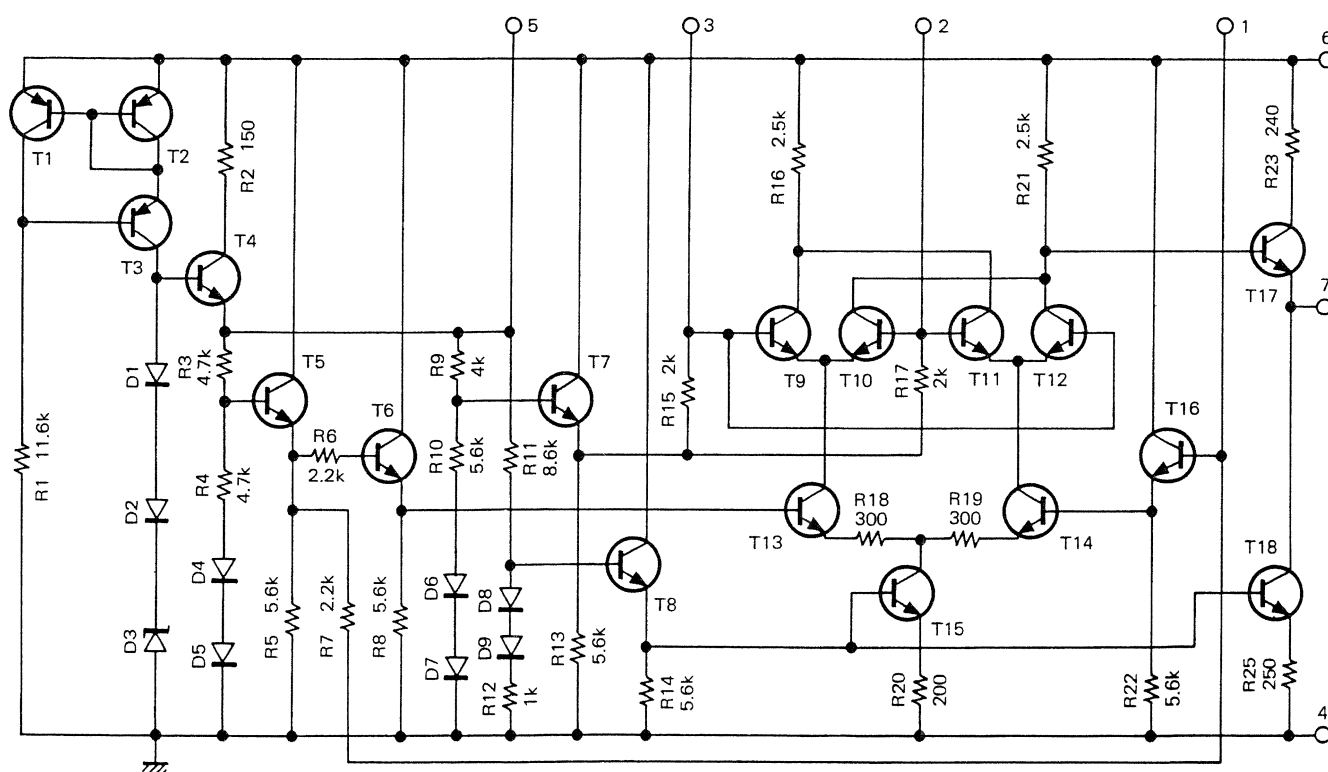 5
3
2
1
6
T1
T2
R2 150
R16 2.5k
R21 2.5k
R23 240
T3
T4
T17
7
D1
R3 4.7k
T5
R9 4k
T7
R15 2k
T9
T10
R17 2k
T11
T12
R1 11.6k
R4 4.7k
R6 2.2k
T6
R10 5.6k
R11 8.6k
T16
D2
T13
R18 300
R19 300
T14
T18
D3
D4
D5
R5 5.6k
R7 2.2k
R8 5.6k
D6
D7
D8
D9
R12 1k
R13 5.6k
T8
R14 5.6k
T15
R20 200
R22 5.6k
R25 250
4